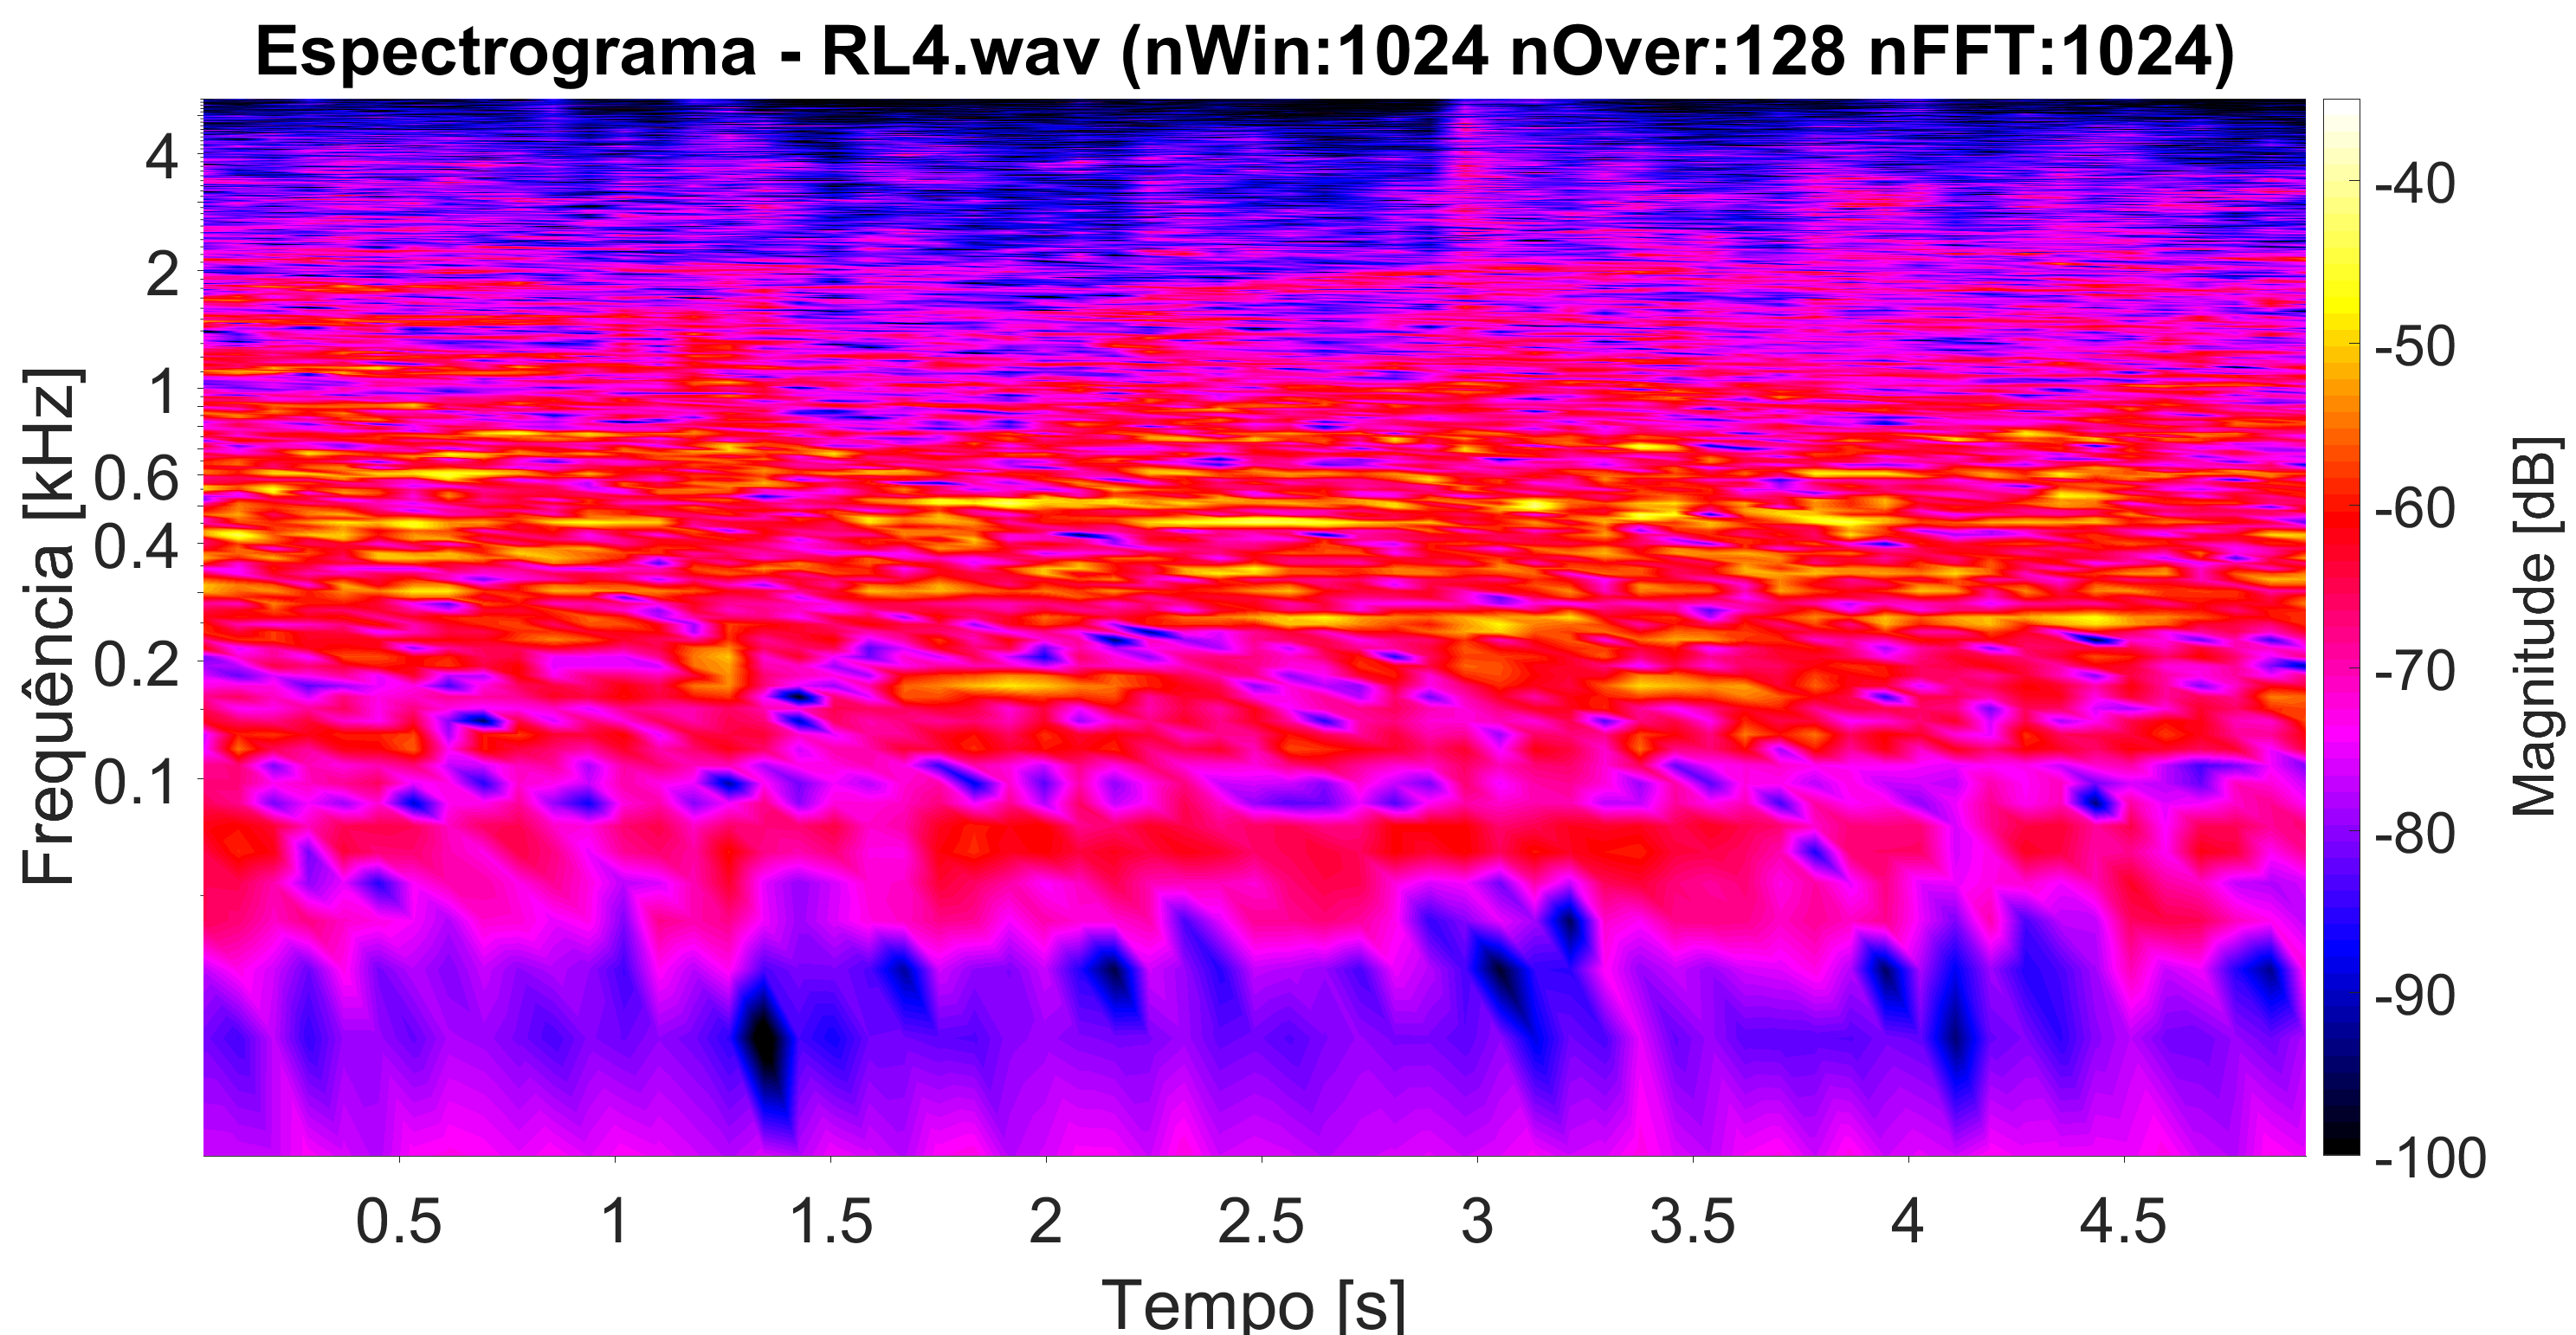 Espectrograma - RL4.wav (nWin:1024 nOver:128 nFFT:1024)
Frequência [kHz]
4
2
1
0.6
0.4
0.2
0.1
0.5 1 1.5 2 2.5 3 3.5 4 4.5
Tempo [s]
-40
-50
-60
-70
-80
-90
-100
Magnitude [dB]